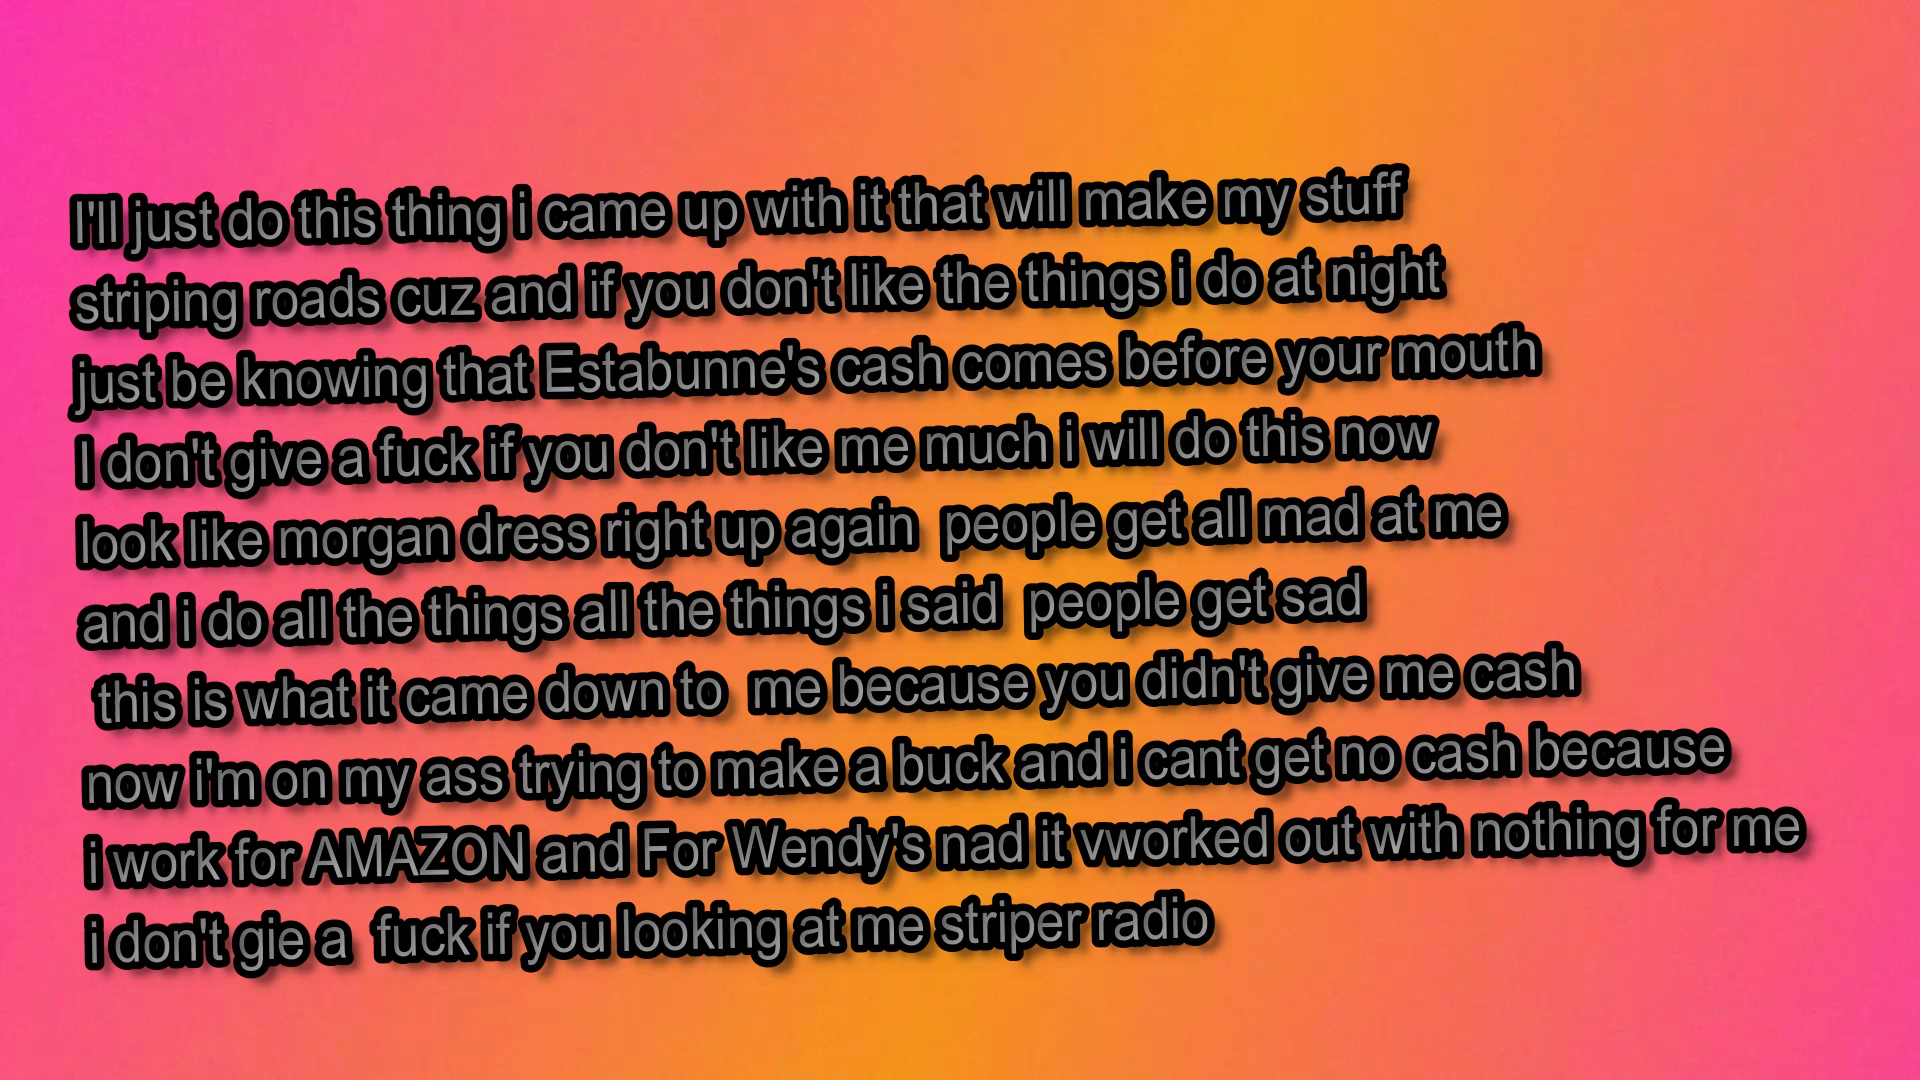 I'll just do this thing i came up with it that will make my stuff
striping roads cuz and if you don't like the things i do at night
just be knowing that Estabunne's cash comes before your mouth
I don't give a fuck if you don't like me much i will do this now
look like morgan dress right up again  people get all mad at me
and i do all the things all the things i said  people get sad
this is what it came down to  me because you didn't give me cash
now i'm on my ass trying to make a buck and i cant get no cash because
i work for AMAZON and For Wendy's nad it vworked out with nothing for me
i don't gie a  fuck if you looking at me striper radio